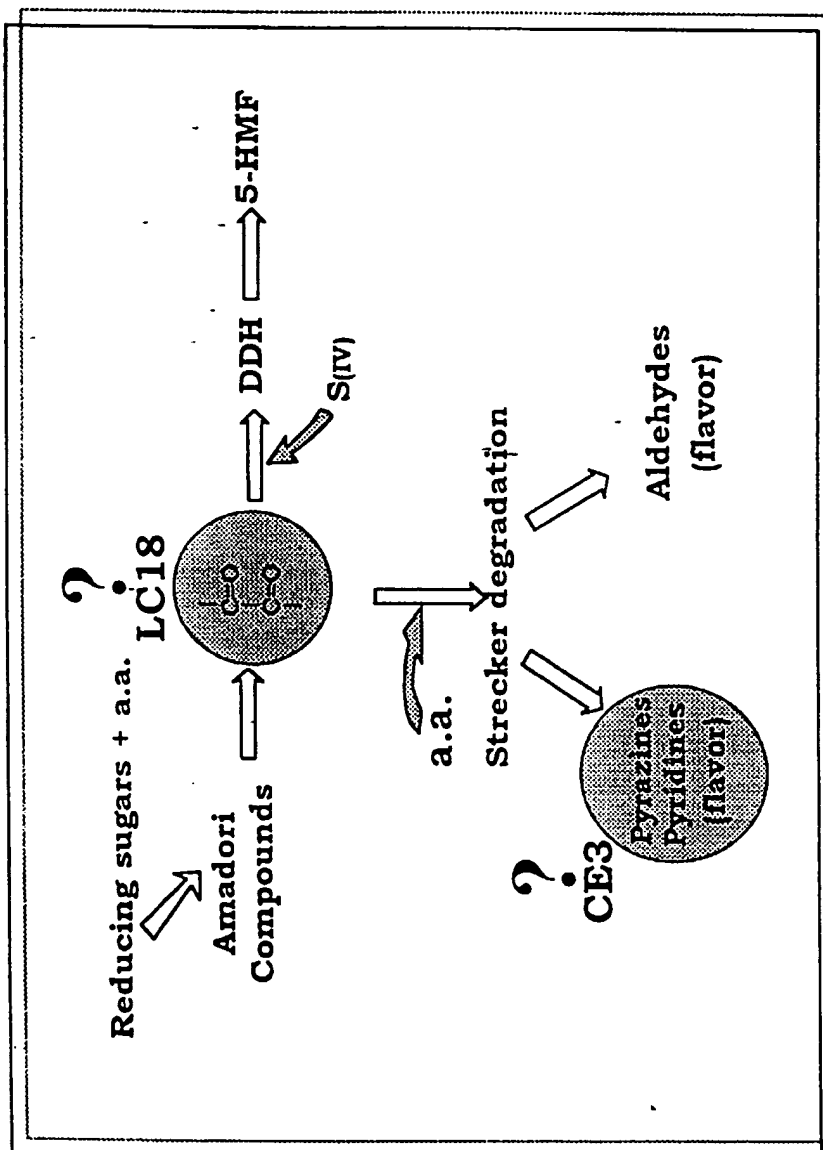 Reducing sugars + a.a.
Amadori
Compounds
?
LC18
C=O
C=O
DDH
5-HMF
S(IV)
a.a.
Strecker degradation
?
CE3
Pyrazines
Pyridines
(flavor)
Aldehydes
(flavor)